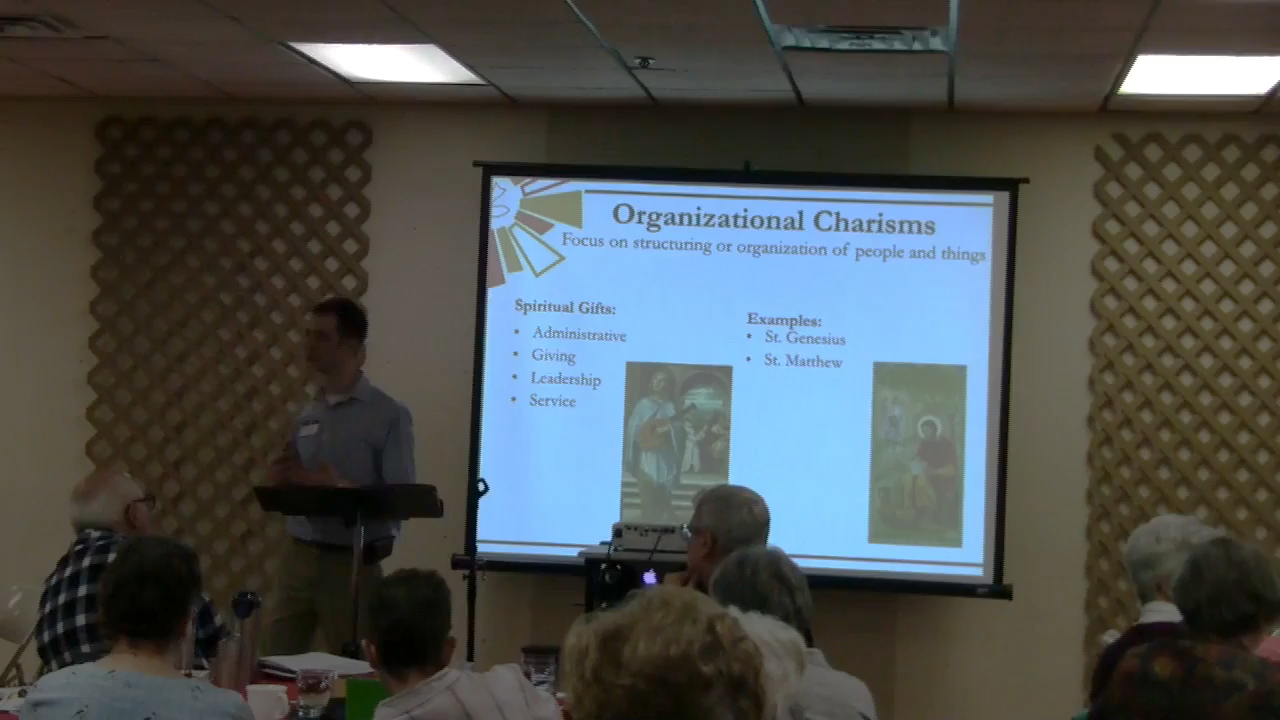 Organizational Charisms
Focus on structuring or organization of people and things
Spiritual Gifts:
• Administrative
• Giving
• Leadership
• Service
Examples:
• St. Genesius
• St. Matthew